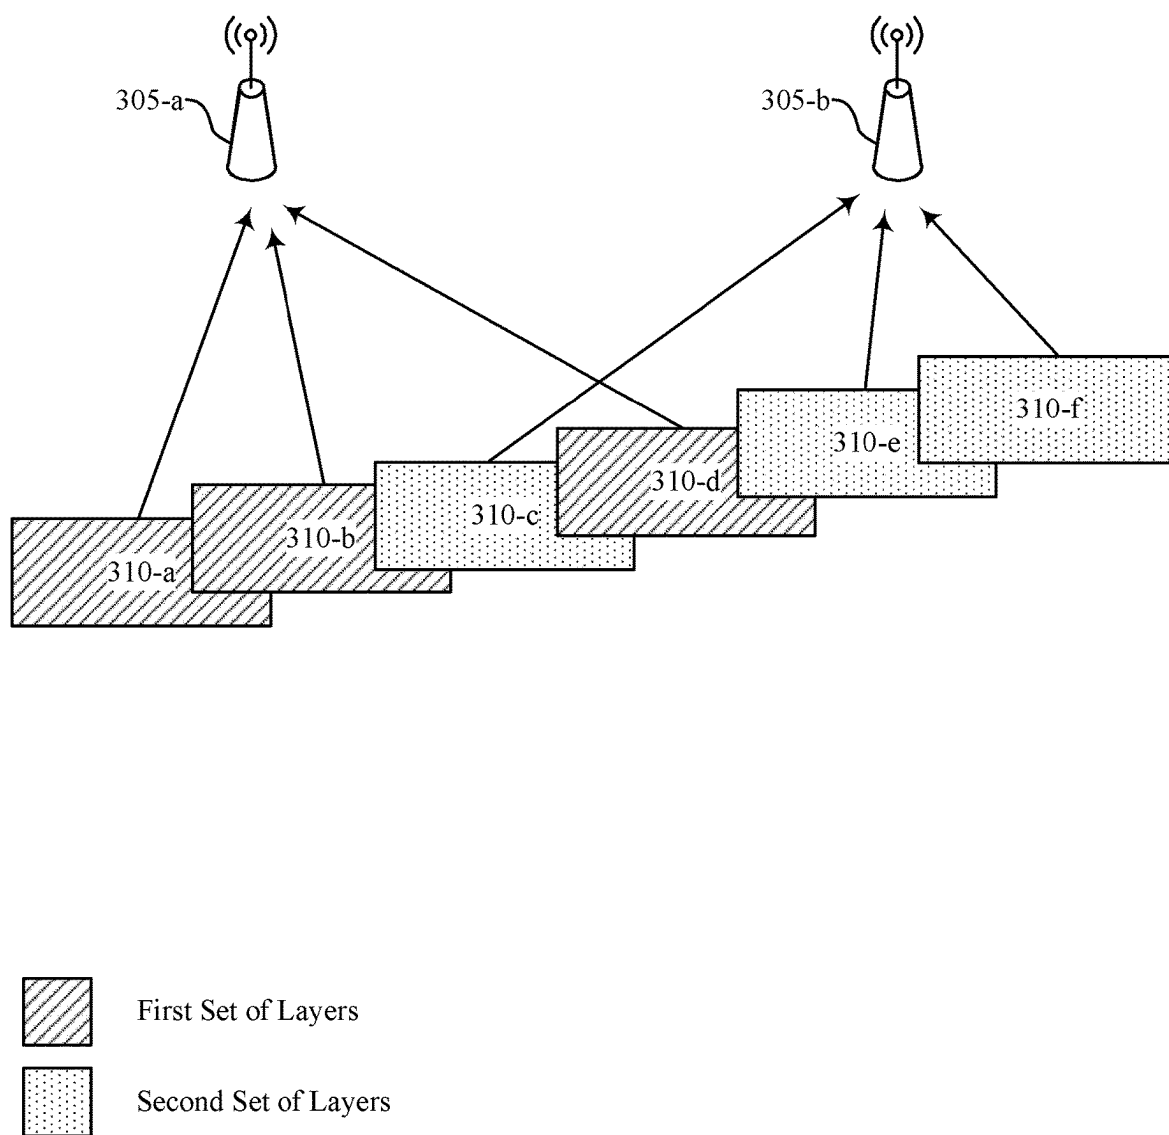 305-a
305-b
310-f
310-e
310-d
310-c
310-b
310-a
First Set of Layers
Second Set of Layers